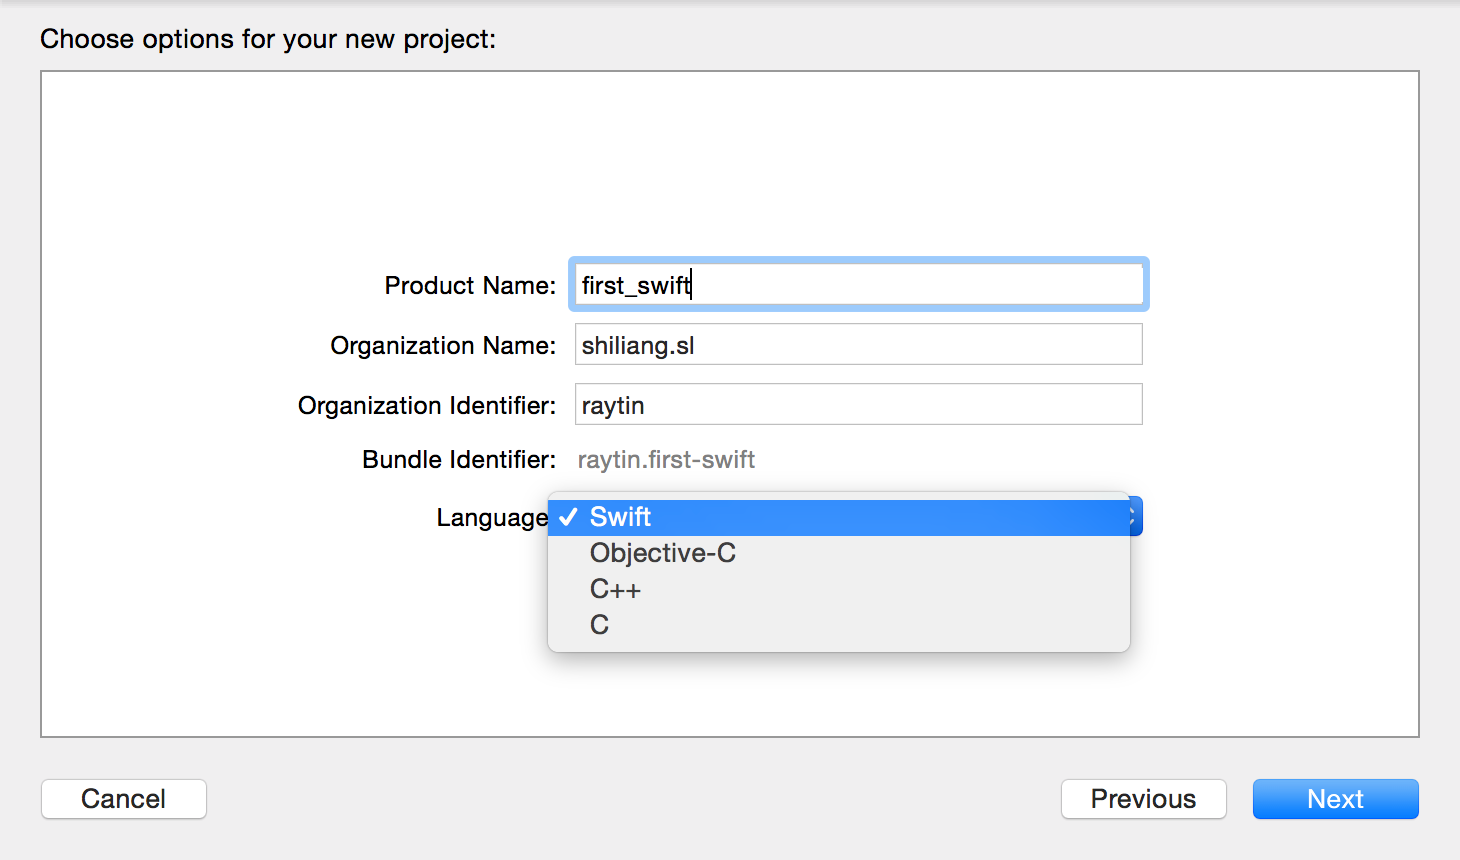 Choose options for your new project:
Product Name: first_swift
Organization Name: shiliang.sl
Organization Identifier: raytin
Bundle Identifier: raytin.first-swift
Language ✓ Swift
Objective-C
C++
C
Cancel Previous Next